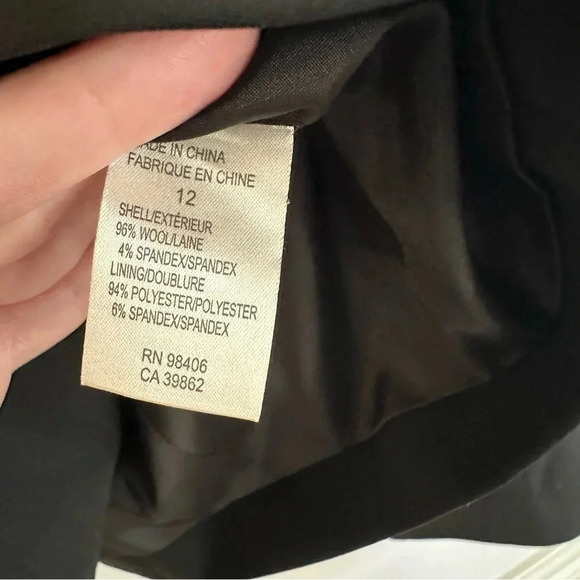 MADE IN CHINA
FABRIQUE EN CHINE
12
SHELL/EXTÉRIEUR
96% WOOL/LAINE
4% SPANDEX/SPANDEX
LINING/DOUBLURE
94% POLYESTER/POLYESTER
6% SPANDEX/SPANDEX
RN 98406
CA 39862